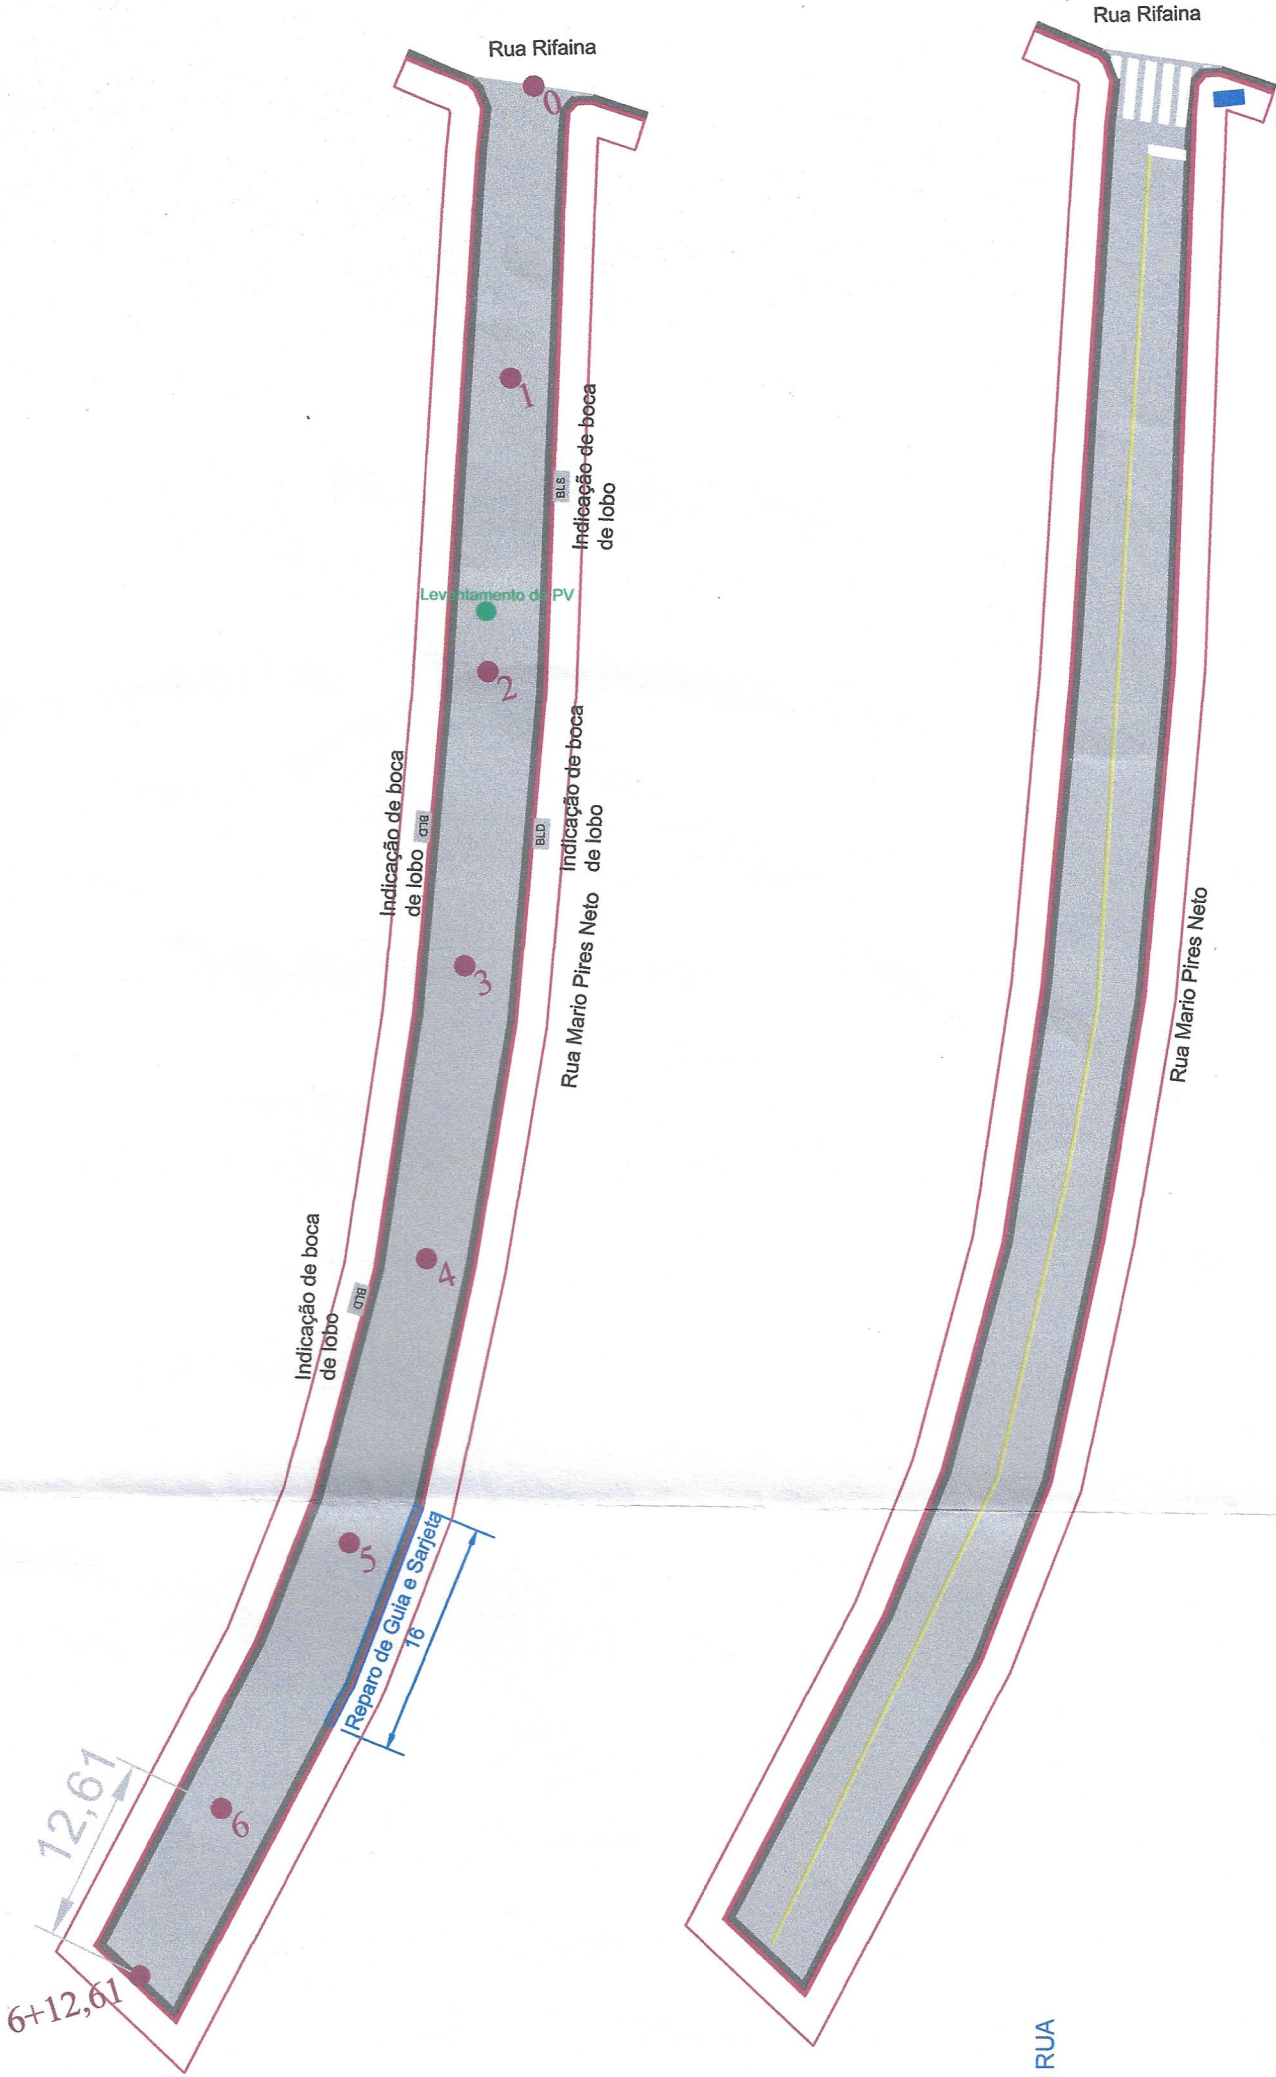 Rua Rifaina
0
1
BLS
Indicação de boca
de lobo
Levantamento de PV
2
Indicação de boca
de lobo
BLD
BLD
Indicação de boca
de lobo
3
Rua Mario Pires Neto
4
Indicação de boca
de lobo
BLD
5
Reparo de Guia e Sarjeta
16
12,61
6
6+12,61
Rua Rifaina
Rua Mario Pires Neto
RUA